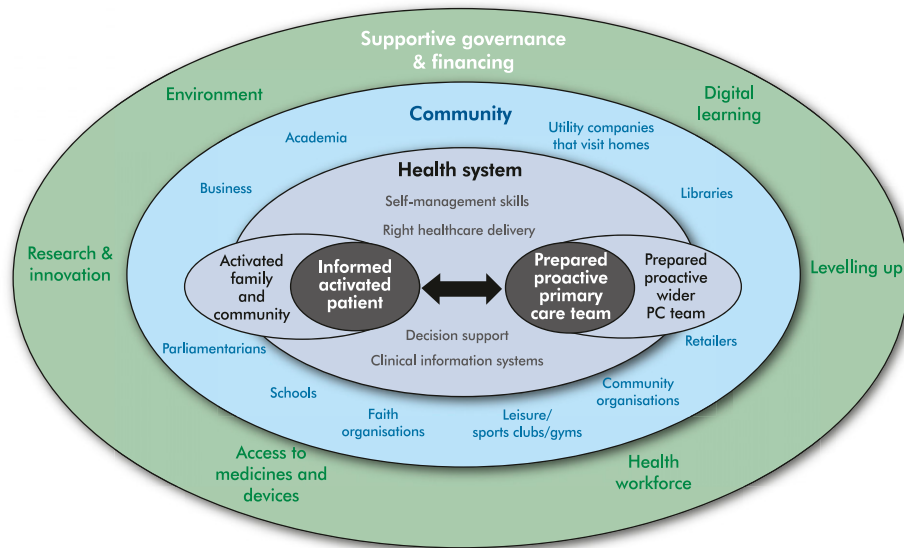 Supportive governance
& financing
Environment
Digital
learning
Community
Academia
Utility companies
that visit homes
Health system
Business
Libraries
Self-management skills
Right healthcare delivery
Research &
innovation
Activated
family
and
community
Informed
activated
patient
Prepared
proactive
primary
care team
Prepared
proactive
wider
PC team
Levelling up
Decision support
Clinical information systems
Parliamentarians
Retailers
Schools
Community
organisations
Faith
organisations
Leisure/
sports clubs/gyms
Access to
medicines and
devices
Health
workforce